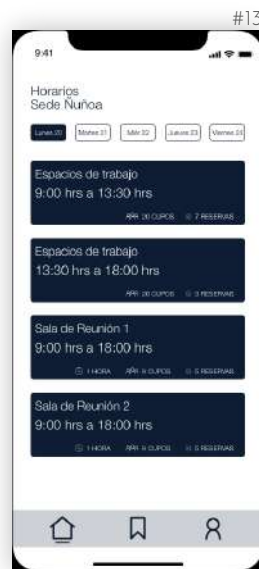 #13
9:41
Horarios
Sede Ñuñoa
Lunes 20 Martes 21 Miér 22 Jueves 23 Viernes 24
Espacios de trabajo
9:00 hrs a 13:30 hrs
20 CUPOS 7 RESERVAS
Espacios de trabajo
13:30 hrs a 18:00 hrs
20 CUPOS 3 RESERVAS
Sala de Reunión 1
9:00 hrs a 18:00 hrs
1 HORA CUPOS 5 RESERVAS
Sala de Reunión 2
9:00 hrs a 18:00 hrs
1 HORA CUPOS 5 RESERVAS